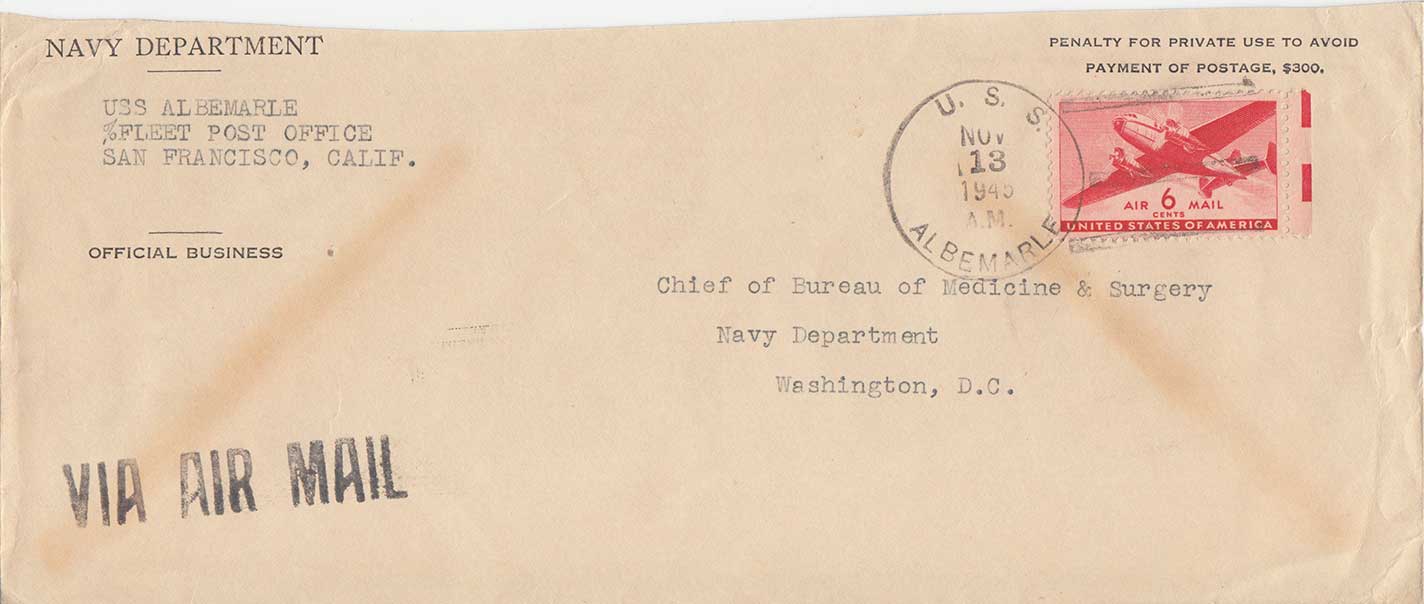 NAVY DEPARTMENT
USS ALBEMARLE
%FLEET POST OFFICE
SAN FRANCISCO, CALIF.
OFFICIAL BUSINESS
PENALTY FOR PRIVATE USE TO AVOID
PAYMENT OF POSTAGE, $300.
U. S. S.
NOV
13
1945
A.M.
ALBEMARLE
AIR 6 MAIL
CENTS
UNITED STATES OF AMERICA
Chief of Bureau of Medicine & Surgery
Navy Department
Washington, D.C.
VIA AIR MAIL